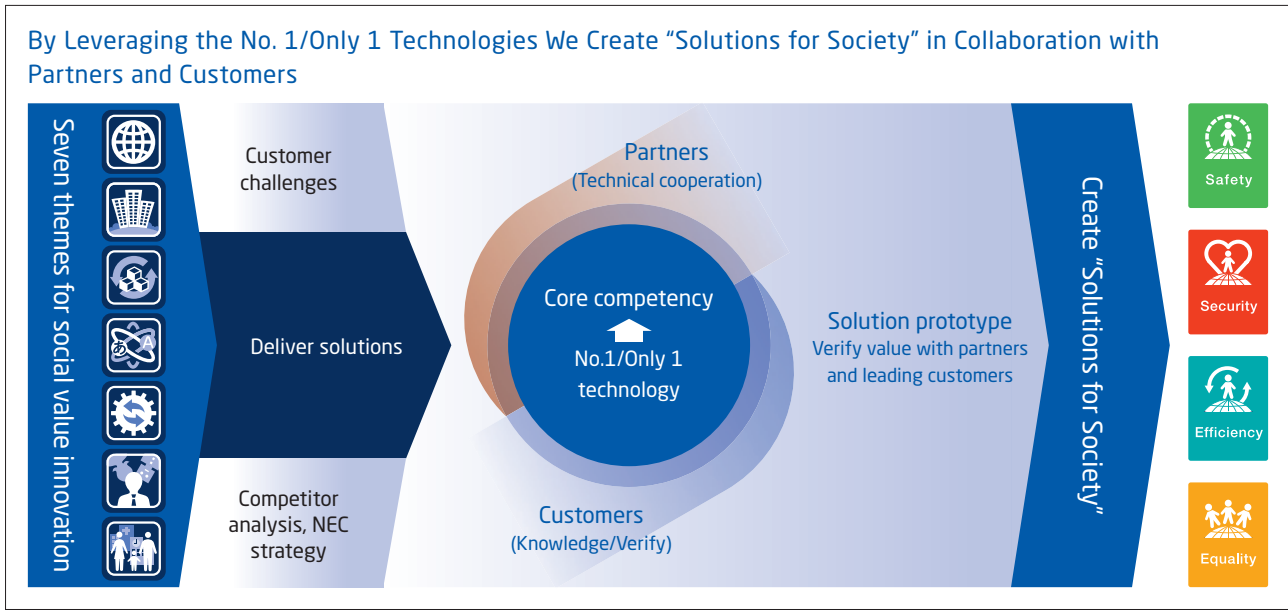 By Leveraging the No. 1/Only 1 Technologies We Create “Solutions for Society” in Collaboration with
Partners and Customers
Seven themes for social value innovation
あ A
Customer
challenges
Deliver solutions
Competitor
analysis, NEC
strategy
Partners
(Technical cooperation)
Core competency
No.1/Only 1
technology
Customers
(Knowledge/Verify)
Solution prototype
Verify value with partners
and leading customers
Create “Solutions for Society”
Safety
Security
Efficiency
Equality